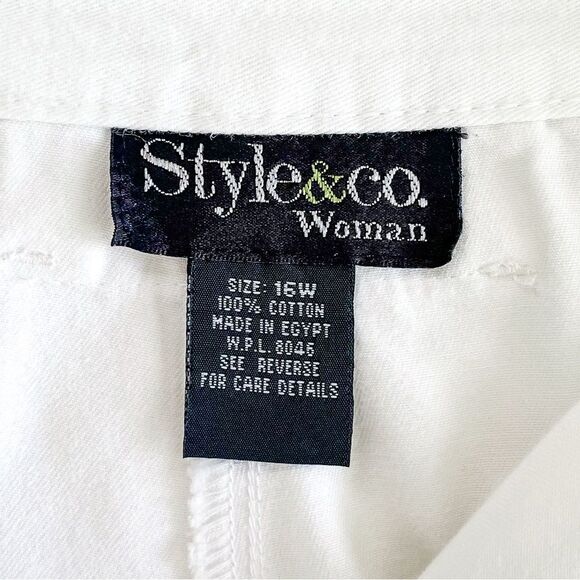 Style&co.
Woman
SIZE: 16W
100% COTTON
MADE IN EGYPT
W.P.L. 8046
SEE REVERSE
FOR CARE DETAILS